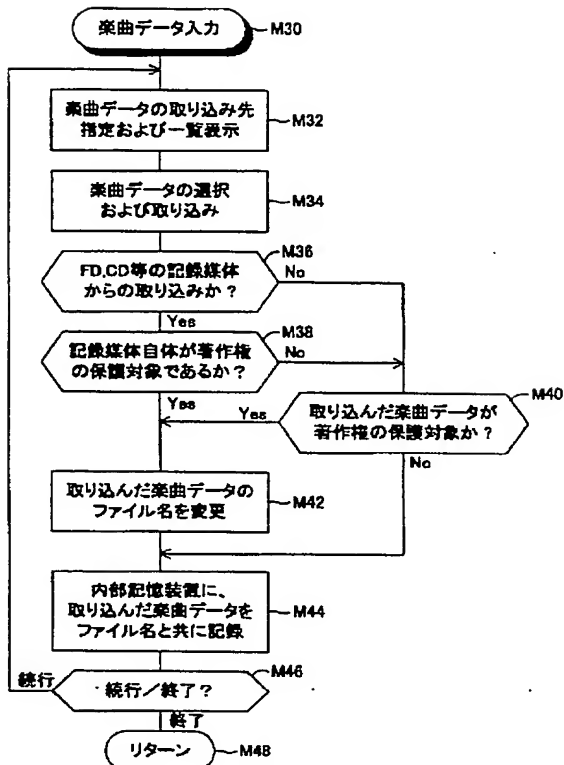 楽曲データ入力
M30
楽曲データの取り込み先
指定および一覧表示
M32
楽曲データの選択
および取り込み
M34
M36
FD,CD等の記録媒体
からの取り込みか？
No
Yes
M38
記録媒体自体が著作権
の保護対象であるか？
No
Yes
Yes
M40
取り込んだ楽曲データが
著作権の保護対象か？
No
取り込んだ楽曲データの
ファイル名を変更
M42
内部記憶装置に、
取り込んだ楽曲データを
ファイル名と共に記録
M44
M46
続行
続行／終了？
終了
リターン
M48